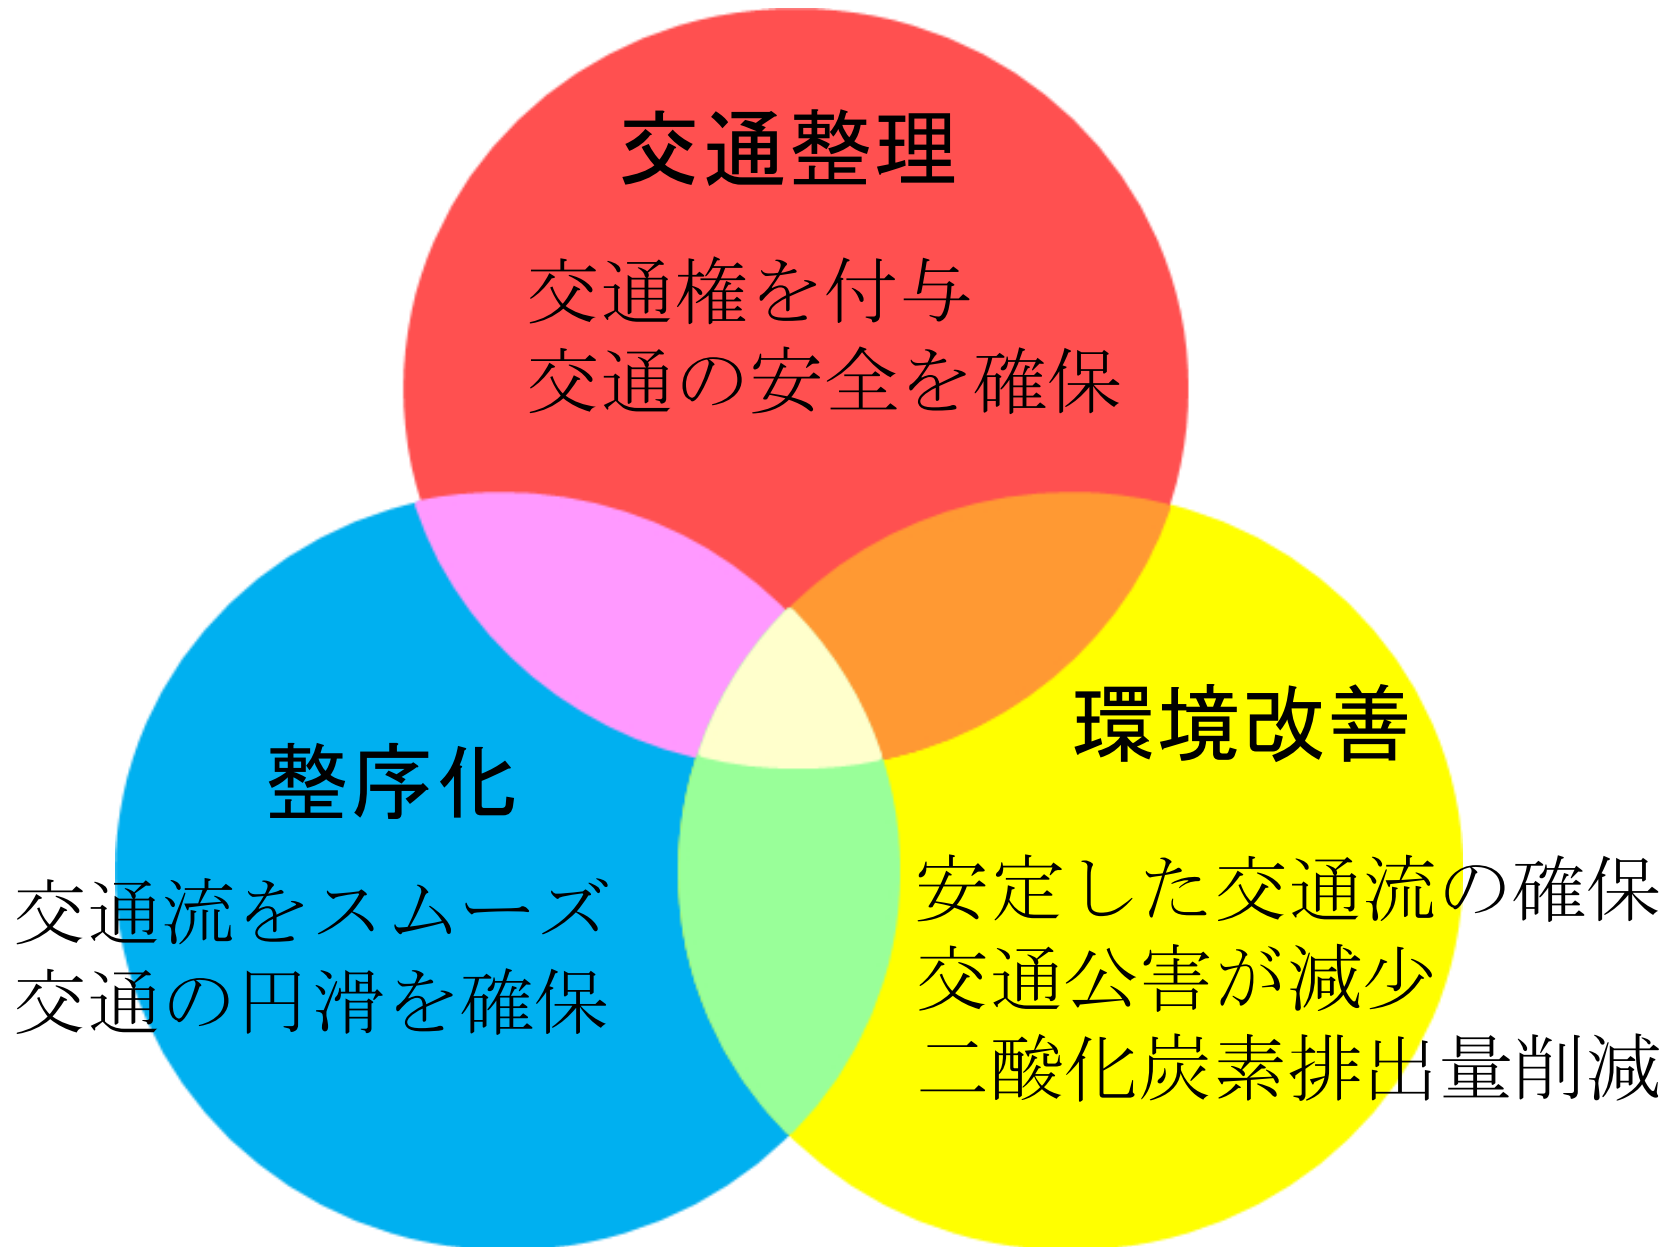 交通整理
交通権を付与
交通の安全を確保
整序化
交通流をスムーズ
交通の円滑を確保
環境改善
安定した交通流の確保
交通公害が減少
二酸化炭素排出量削減